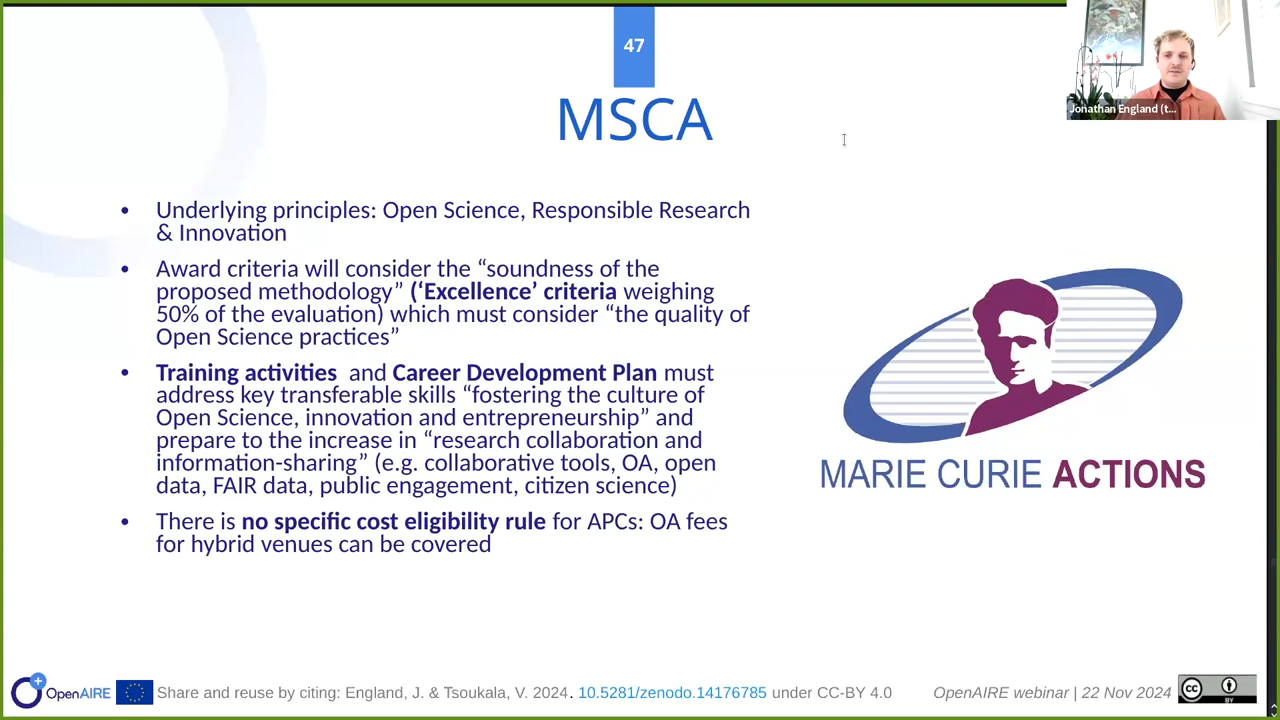 47
Jonathan England (t...
MSCA
• Underlying principles: Open Science, Responsible Research
& Innovation
• Award criteria will consider the “soundness of the
proposed methodology” (‘Excellence’ criteria weighing
50% of the evaluation) which must consider “the quality of
Open Science practices”
• Training activities and Career Development Plan must
address key transferable skills “fostering the culture of
Open Science, innovation and entrepreneurship” and
prepare to the increase in “research collaboration and
information-sharing” (e.g. collaborative tools, OA, open
data, FAIR data, public engagement, citizen science)
• There is no specific cost eligibility rule for APCs: OA fees
for hybrid venues can be covered
MARIE CURIE ACTIONS
OpenAIRE Share and reuse by citing: England, J. & Tsoukala, V. 2024. 10.5281/zenodo.14176785 under CC-BY 4.0 OpenAIRE webinar | 22 Nov 2024 cc BY